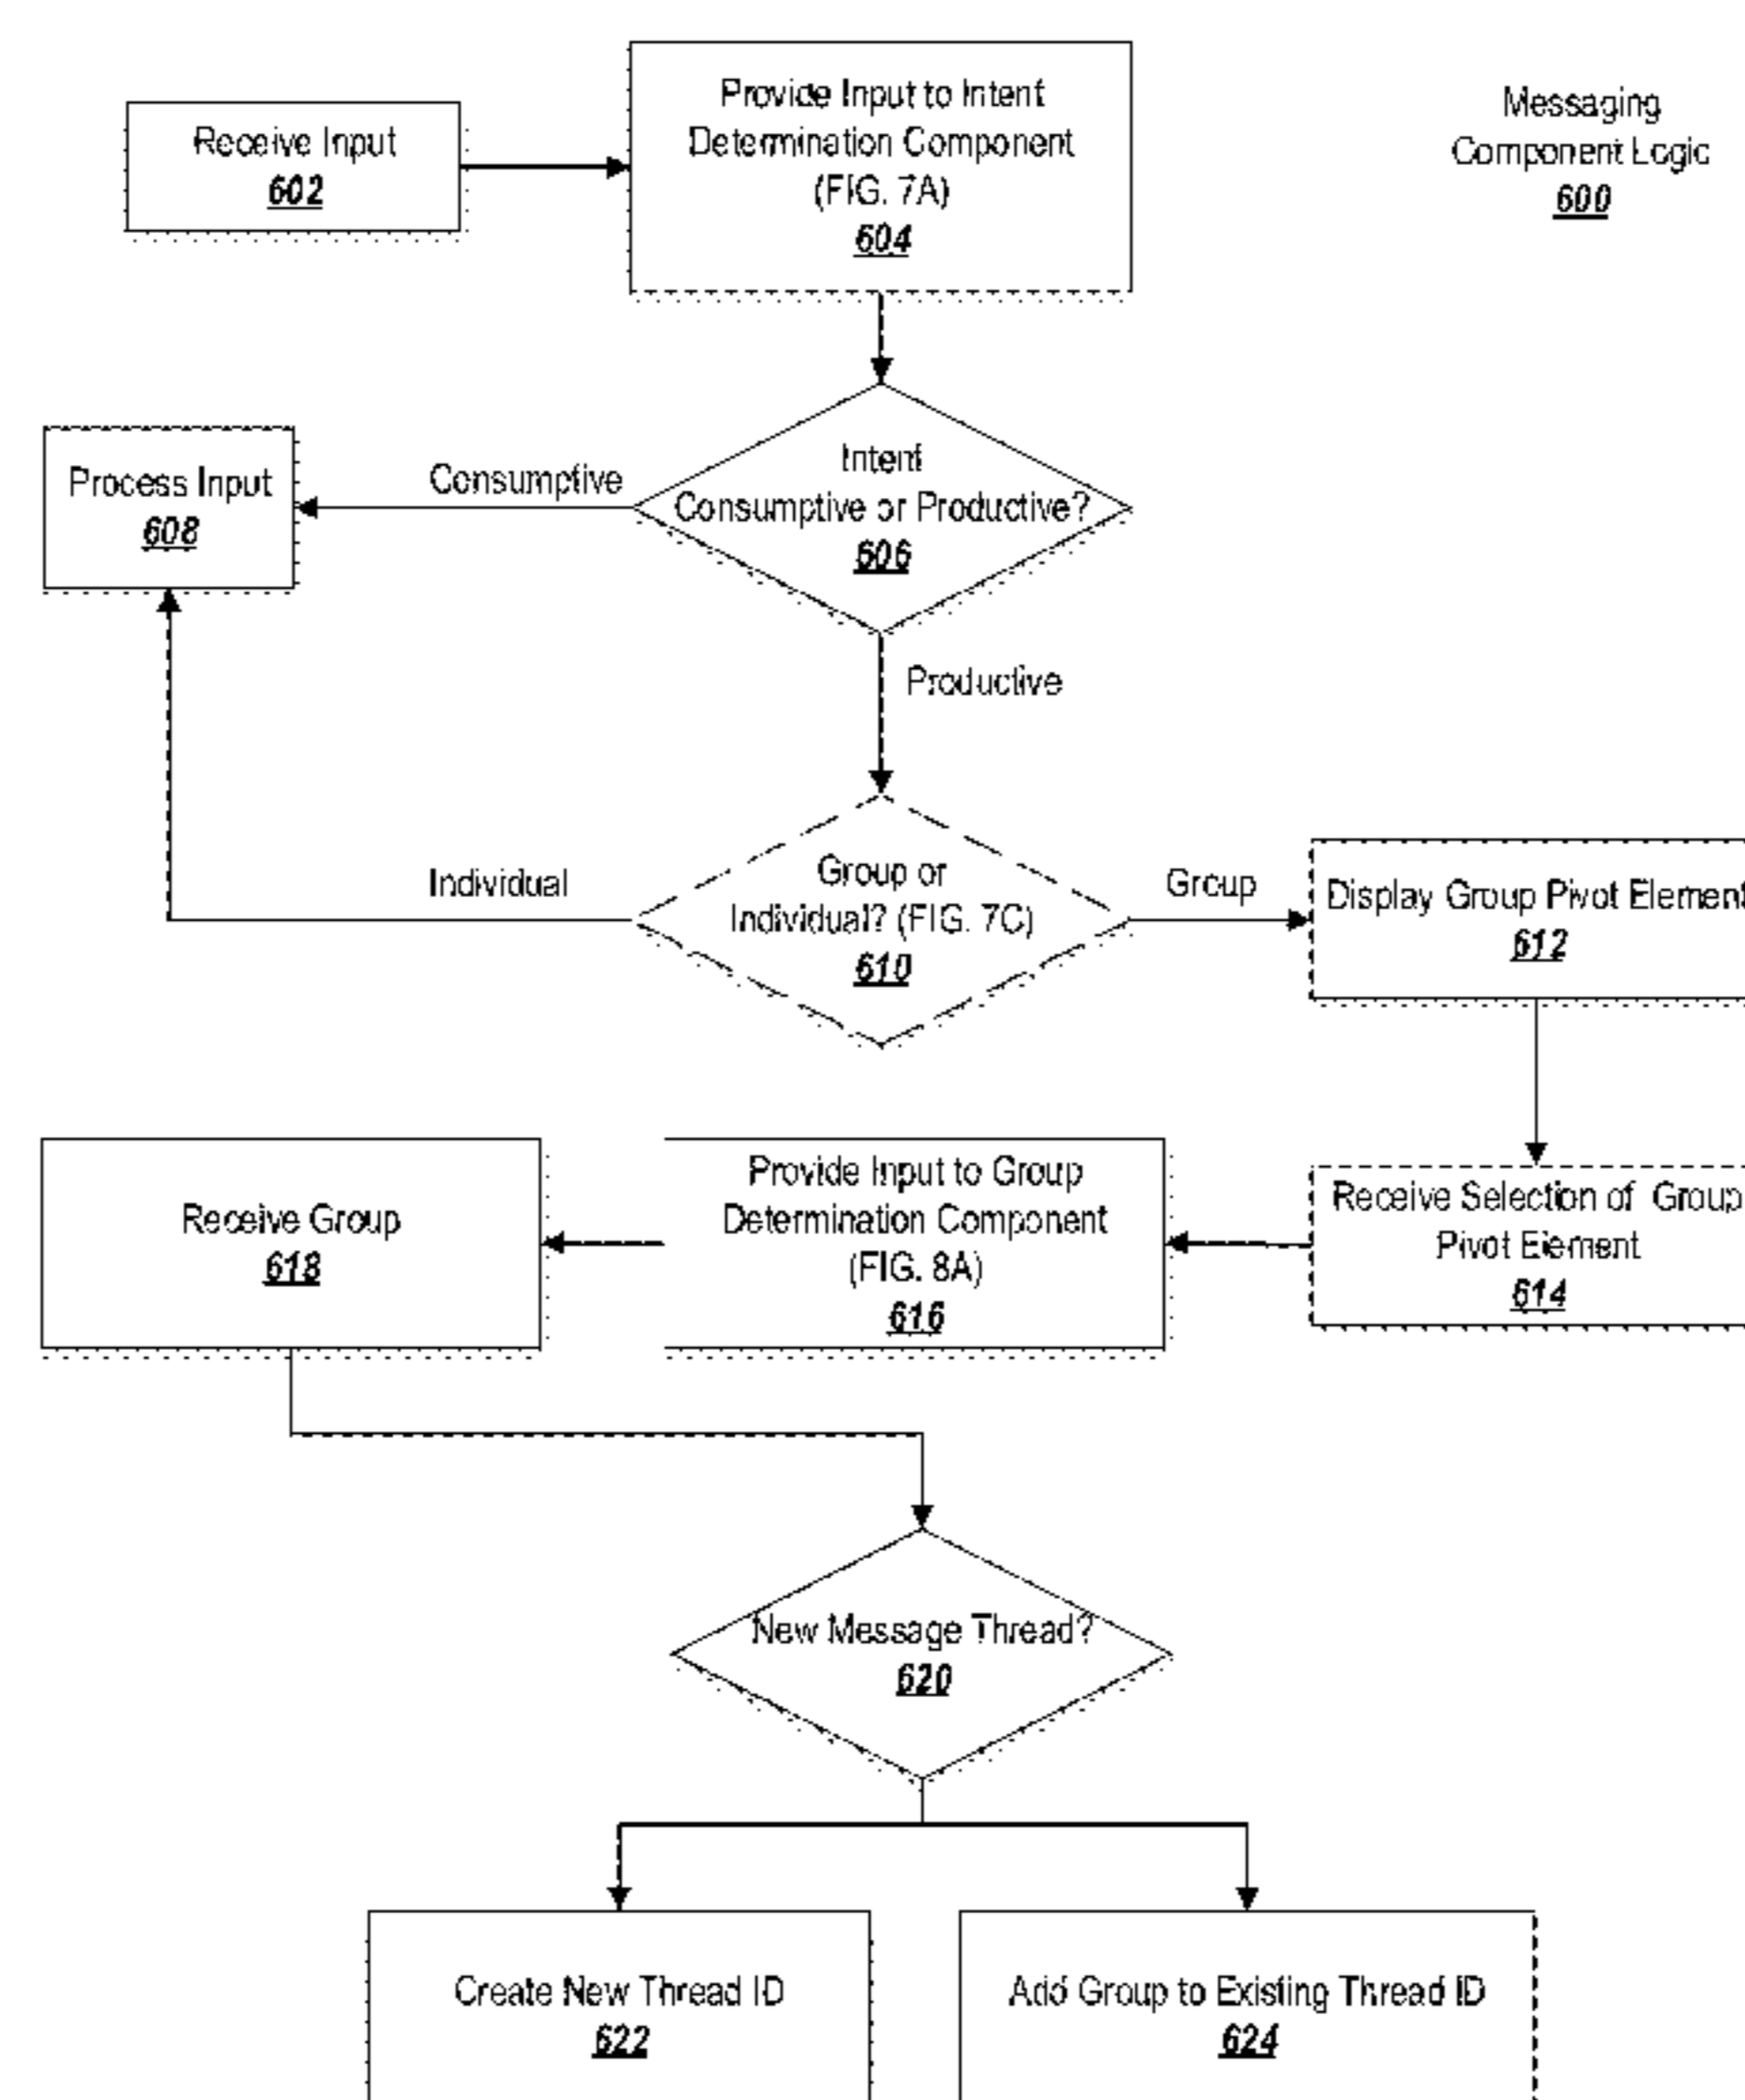 Receive Input
602
Provide Input to Intent
Determination Component
(FIG. 7A)
604
Messaging
Component Logic
600
Process Input
608
Consumptive
Intent
Consumptive or Productive?
606
Productive
Individual
Group or
Individual? (FIG. 7C)
610
Group
Display Group Pivot Element
612
Receive Group
618
Provide Input to Group
Determination Component
(FIG. 8A)
616
Receive Selection of Group
Pivot Element
614
New Message Thread?
620
Create New Thread ID
622
Add Group to Existing Thread ID
624